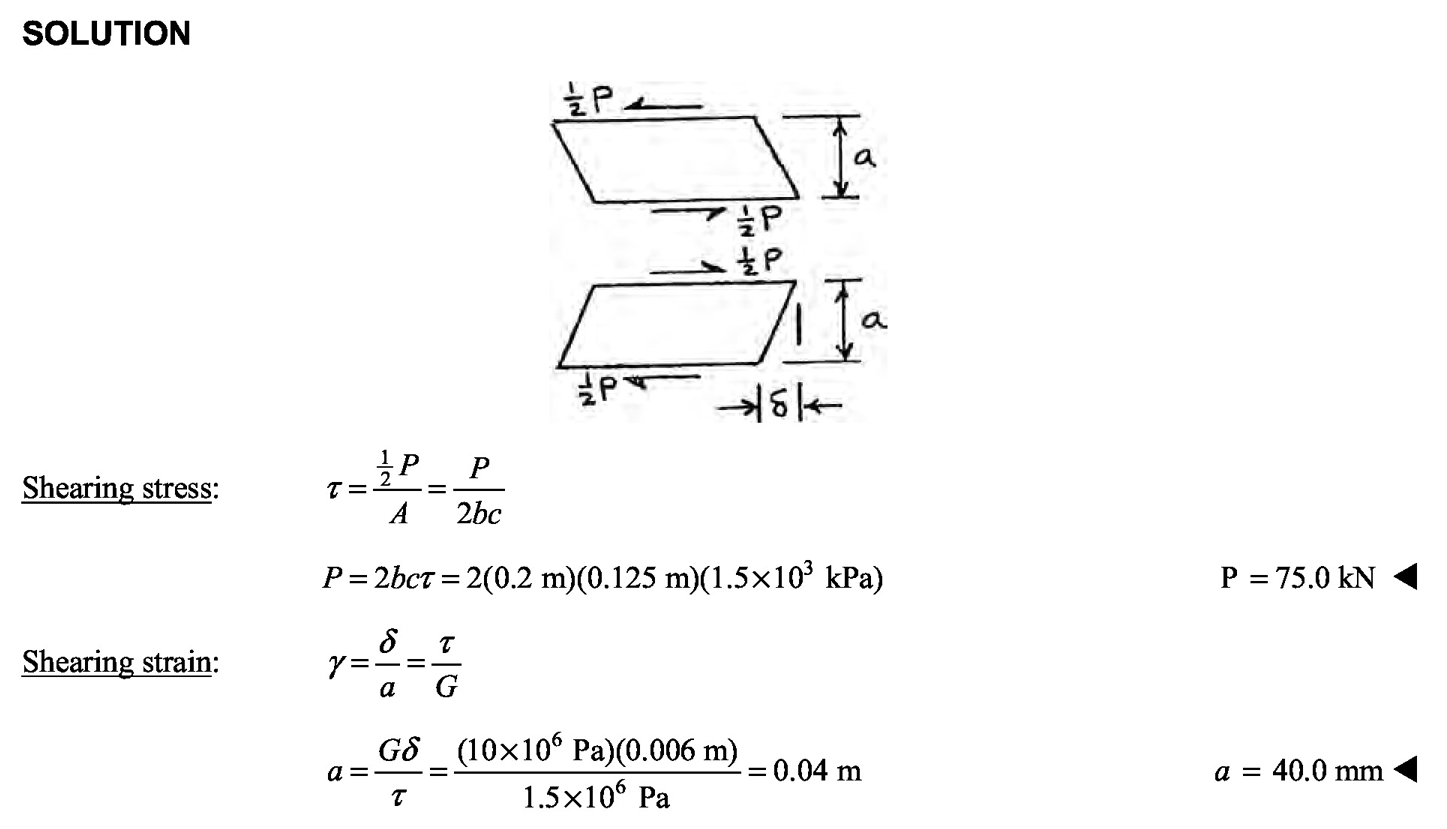 SOLUTION
½P
a
½P
½P
a
½P
δ
Shearing stress: τ = ½P / A = P / 2bc
P = 2bcτ = 2(0.2 m)(0.125 m)(1.5×10³ kPa) P = 75.0 kN ◀
Shearing strain: γ = δ / a = τ / G
a = Gδ / τ = (10×10⁶ Pa)(0.006 m) / 1.5×10⁶ Pa = 0.04 m a = 40.0 mm ◀